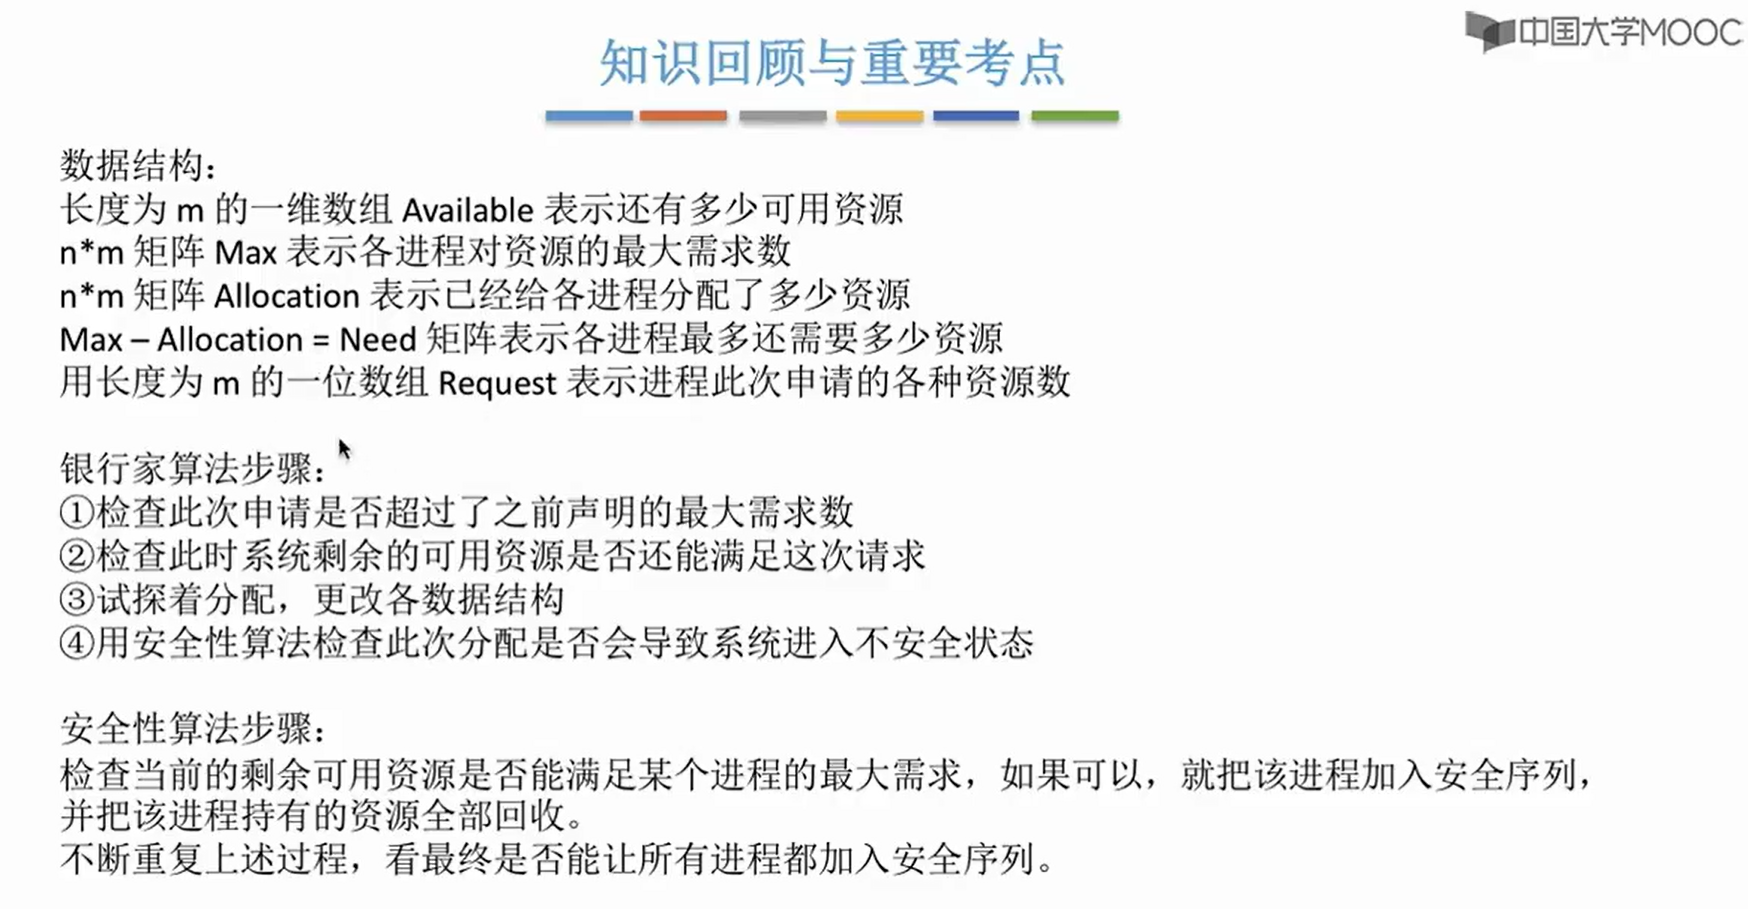 中国大学MOOC
知识回顾与重要考点
数据结构：
长度为 m 的一维数组 Available 表示还有多少可用资源
n*m 矩阵 Max 表示各进程对资源的最大需求数
n*m 矩阵 Allocation 表示已经给各进程分配了多少资源
Max – Allocation = Need 矩阵表示各进程最多还需要多少资源
用长度为 m 的一位数组 Request 表示进程此次申请的各种资源数
银行家算法步骤：
①检查此次申请是否超过了之前声明的最大需求数
②检查此时系统剩余的可用资源是否还能满足这次请求
③试探着分配，更改各数据结构
④用安全性算法检查此次分配是否会导致系统进入不安全状态
安全性算法步骤：
检查当前的剩余可用资源是否能满足某个进程的最大需求，如果可以，就把该进程加入安全序列，
并把该进程持有的资源全部回收。
不断重复上述过程，看最终是否能让所有进程都加入安全序列。